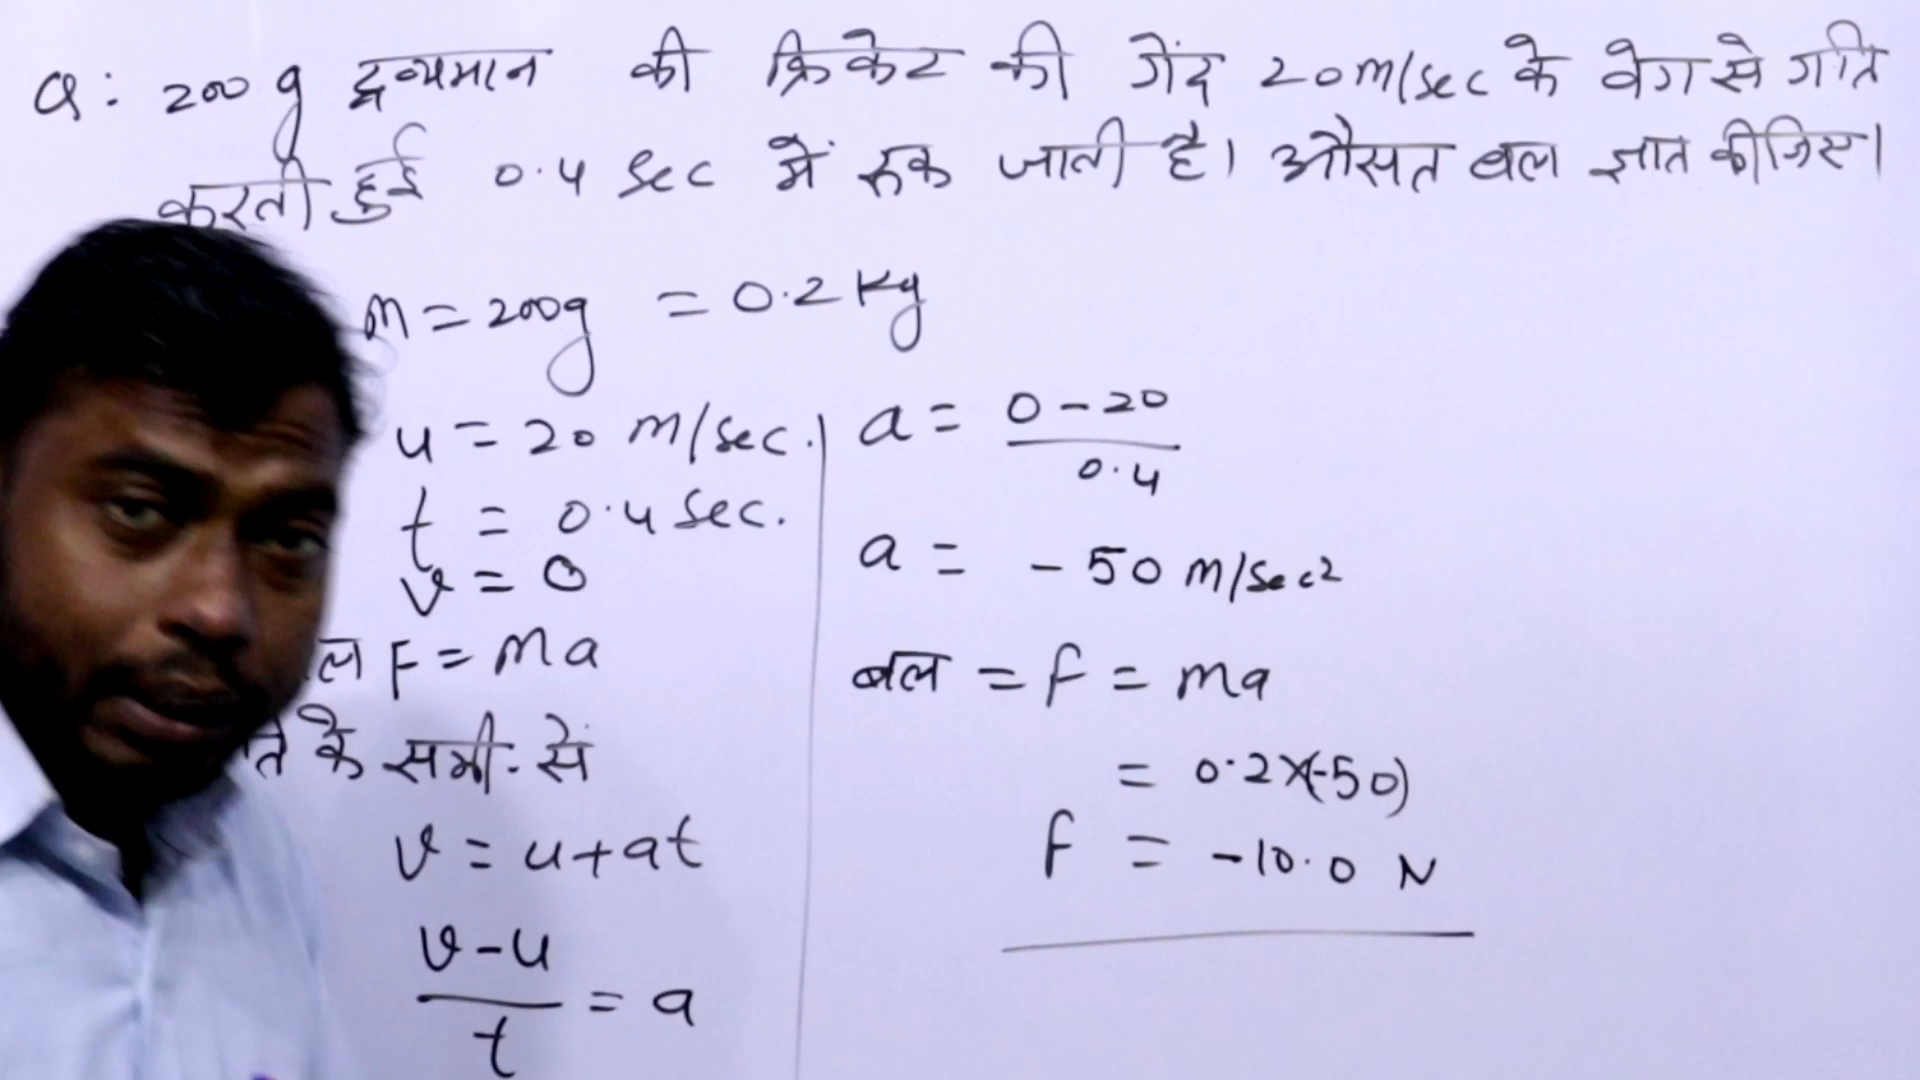 Q: 200 g द्रव्यमान की क्रिकेट की गेंद 20 m/sec के वेग से गति
करती हुई 0.4 sec में रुक जाती है। औसत बल ज्ञात कीजिए।
m = 200g = 0.2 Kg
u = 20 m/sec.
t = 0.4 sec.
v = 0
F = ma
के समी. से
v = u + at
v - u
t
= a
a = 0 - 20
0.4
a = - 50 m/sec²
बल = F = ma
= 0.2×(-50)
F = -10.0 N